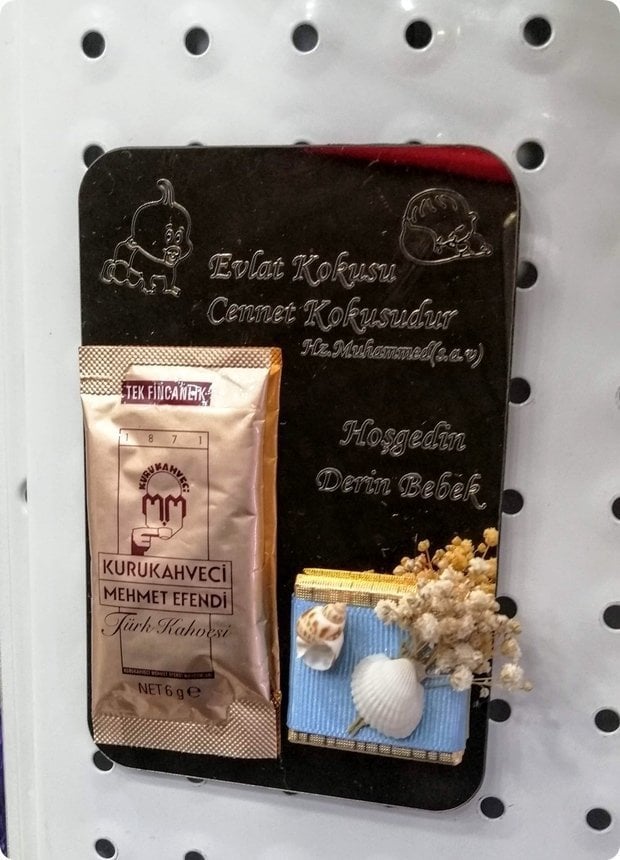 Evlat Kokusu
Cennet Kokusudur
Hz.Muhammed(s.a.v)
Hoşgedin
Derin Bebek
TEK FİNCANLIK
1871
KURUKAHVECİ
MM
KURUKAHVECİ
MEHMET EFENDİ
Türk Kahvesi
NET 6 g e